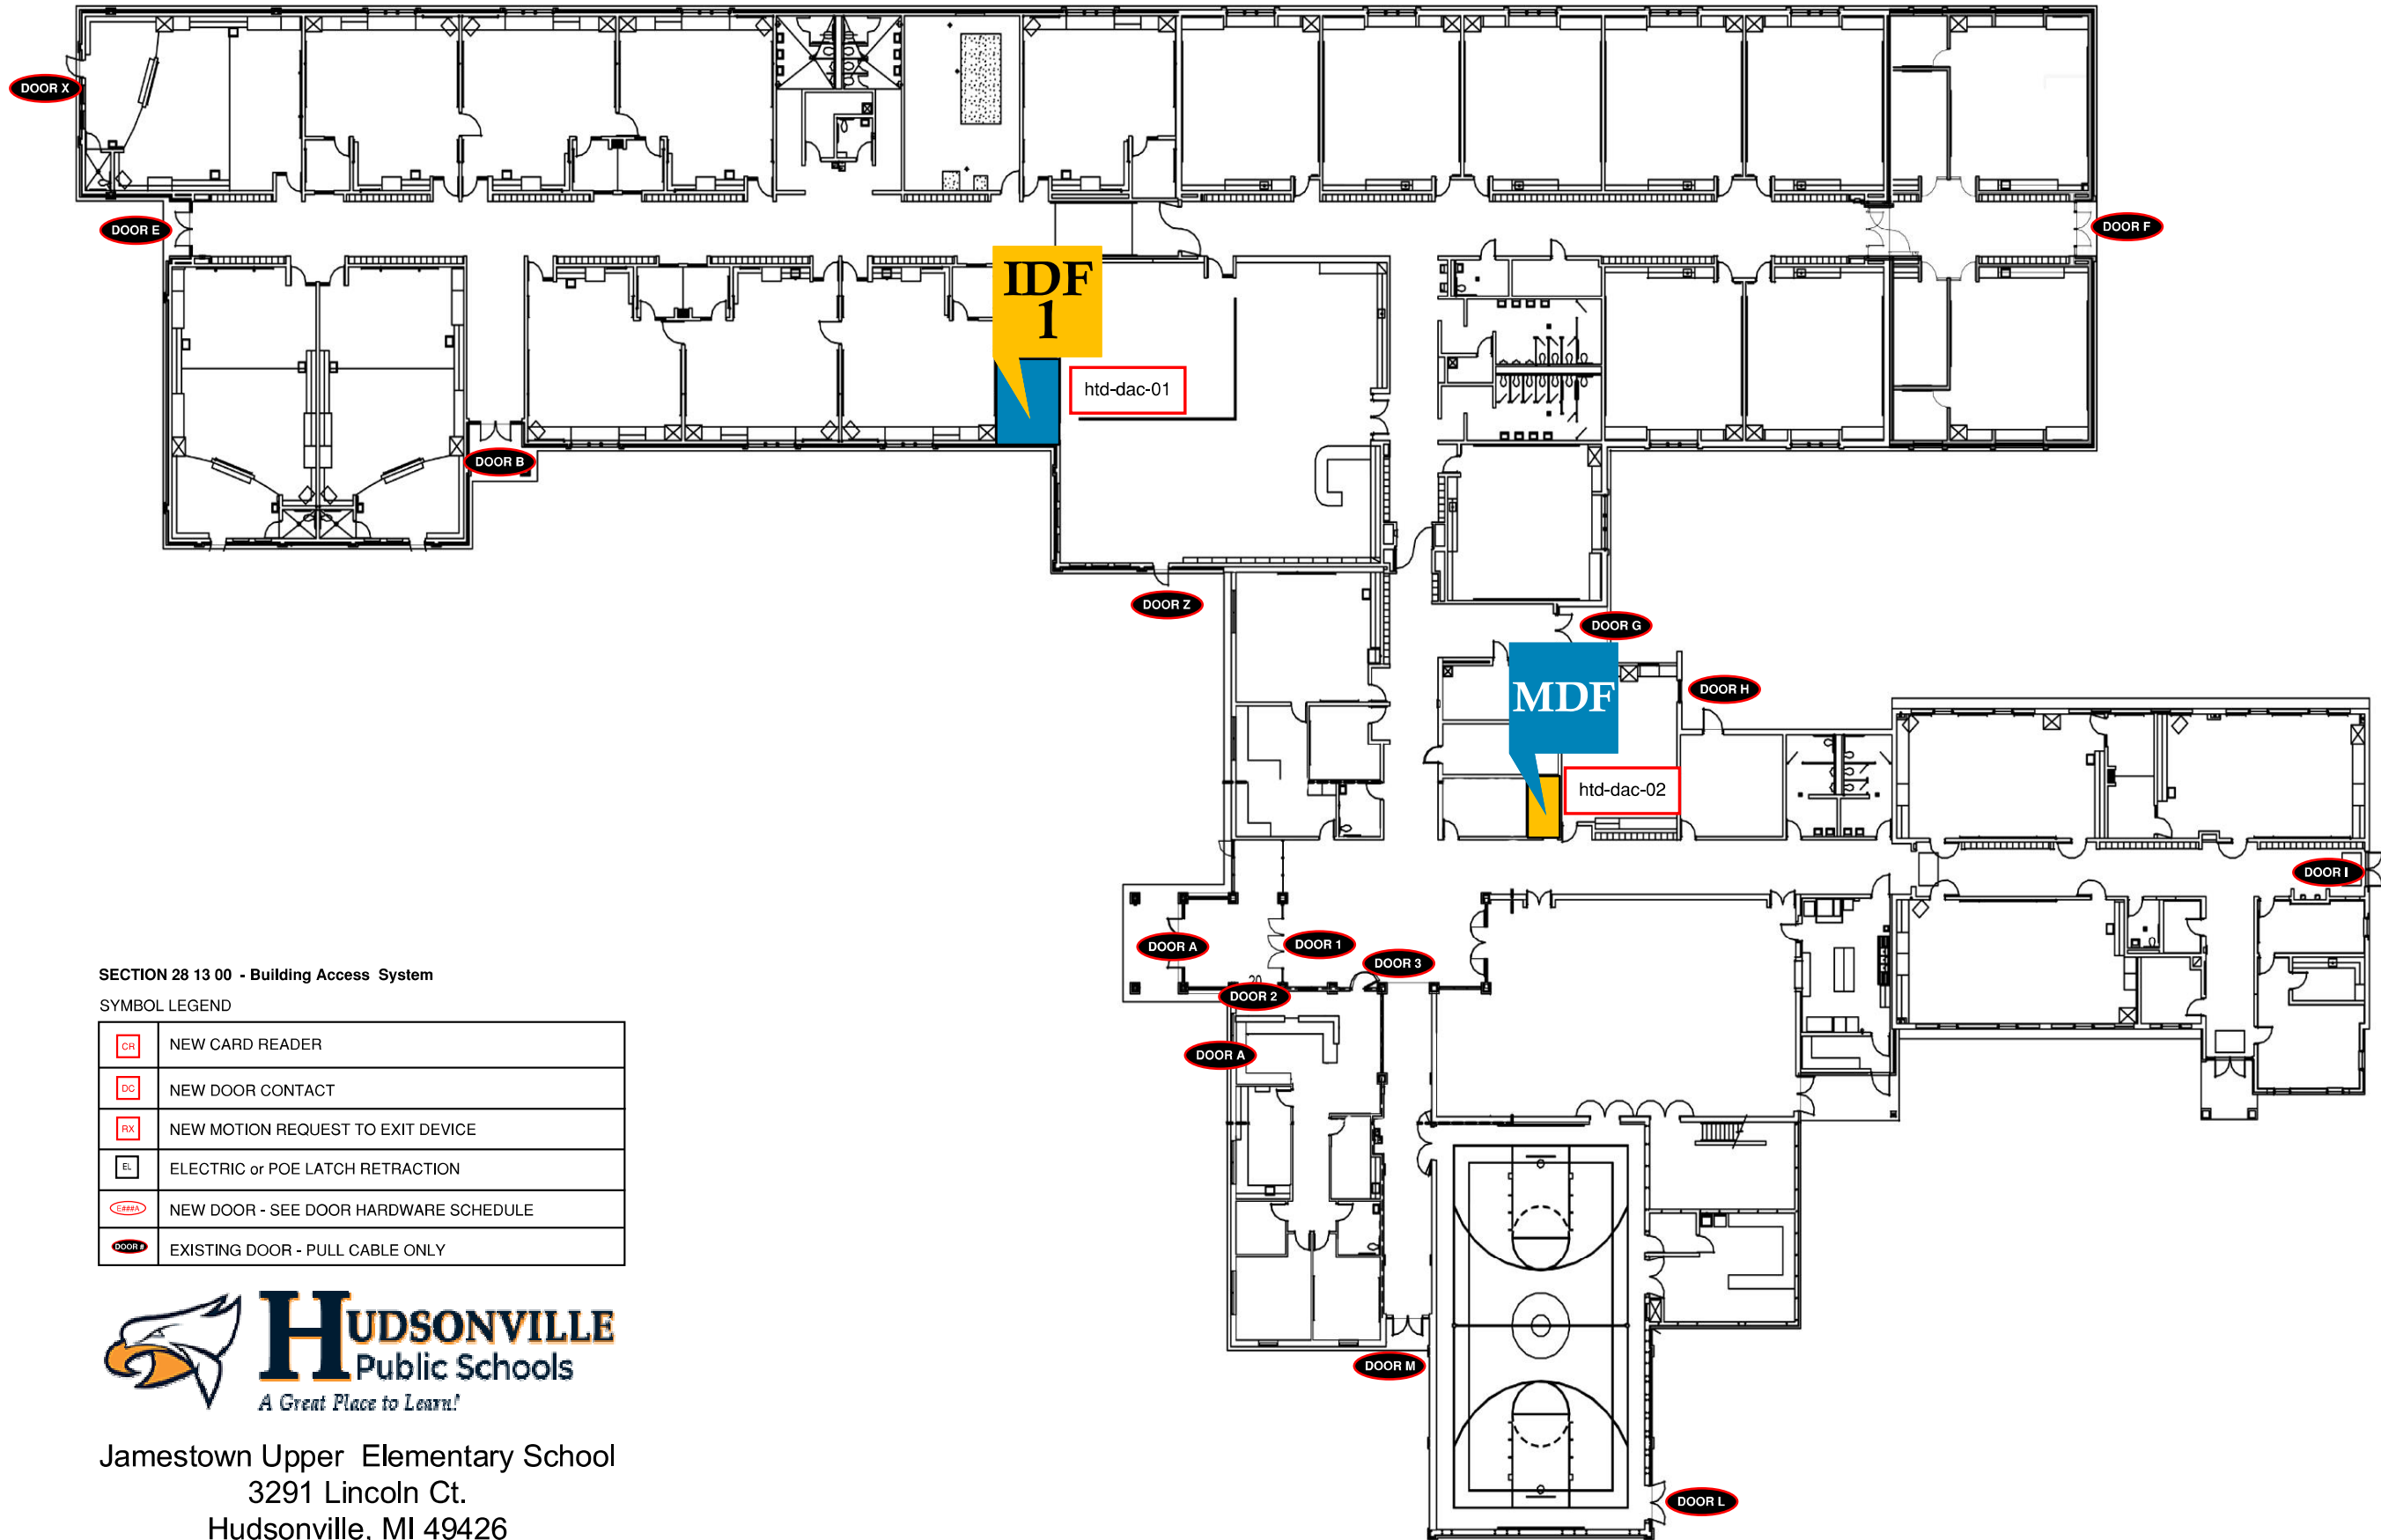 DOOR X
DOOR E
DOOR F
IDF
1
htd-dac-01
DOOR B
DOOR Z
DOOR G
MDF
DOOR H
htd-dac-02
DOOR I
DOOR A
DOOR 1
DOOR 3
20
DOOR 2
DOOR A
DOOR M
DOOR L
SECTION 28 13 00 - Building Access System
SYMBOL LEGEND
CR NEW CARD READER
DC NEW DOOR CONTACT
RX NEW MOTION REQUEST TO EXIT DEVICE
EL ELECTRIC or POE LATCH RETRACTION
E###A NEW DOOR - SEE DOOR HARDWARE SCHEDULE
DOOR # EXISTING DOOR - PULL CABLE ONLY
HUDSONVILLE
Public Schools
A Great Place to Learn!
Jamestown Upper Elementary School
3291 Lincoln Ct.
Hudsonville, MI 49426